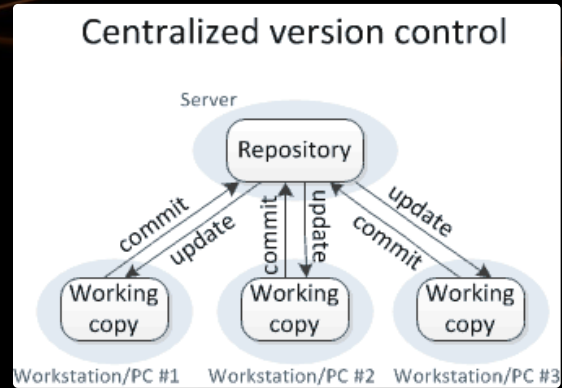 Centralized version control
Server
Repository
commit
update
commit
update
commit
update
Working
copy
Working
copy
Working
copy
Workstation/PC #1
Workstation/PC #2
Workstation/PC #3